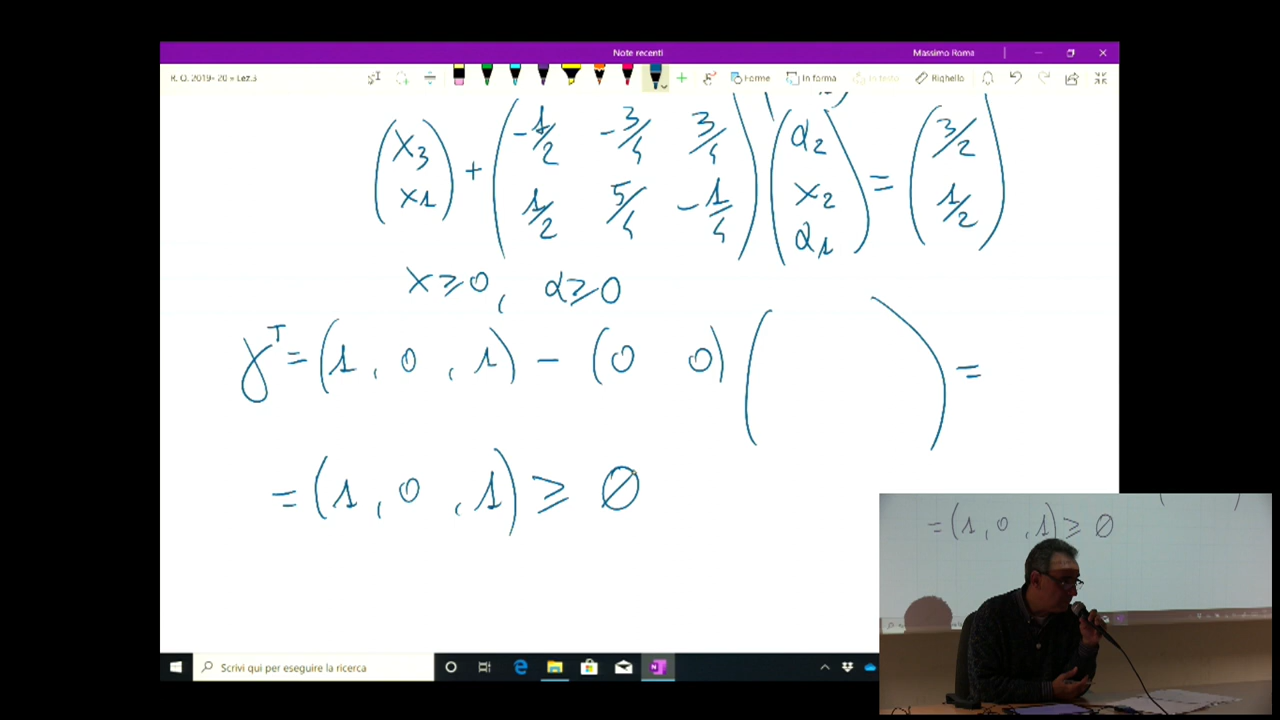 Note recenti
Massimo Roma
R. O. 2019-20 » Lez.3
Forme
In forma
In testo
Righello
(x3 x1) + (-1/2 -3/4 3/4
1/2 5/4 -1/4) (α2 x2 α1) = (3/2 1/2)
x ≥ 0, α ≥ 0
γ^T = (1, 0, 1) - (0 0) ( ) =
= (1, 0, 1) ≥ ∅
= (1, 0, 1) ≥ ∅
Scrivi qui per eseguire la ricerca